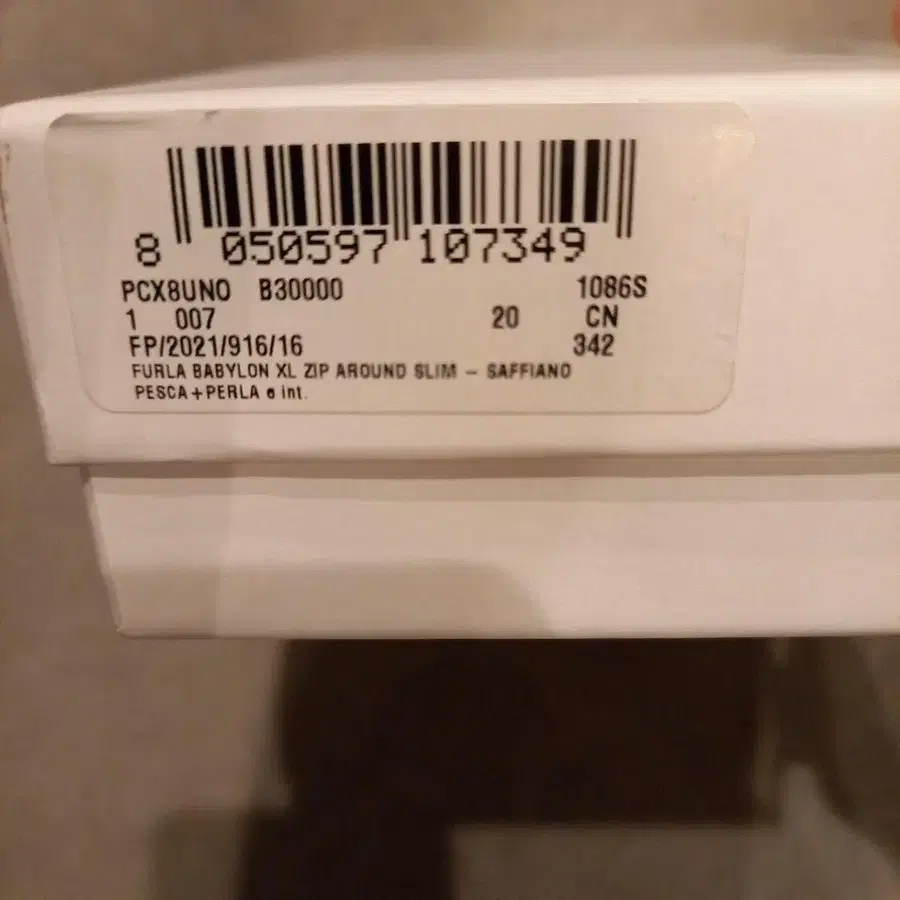 8 050597 107349
PCX8UNO B30000 1086S
1 007 20 CN
FP/2021/916/16 342
FURLA BABYLON XL ZIP AROUND SLIM – SAFFIANO
PESCA+PERLA e int.